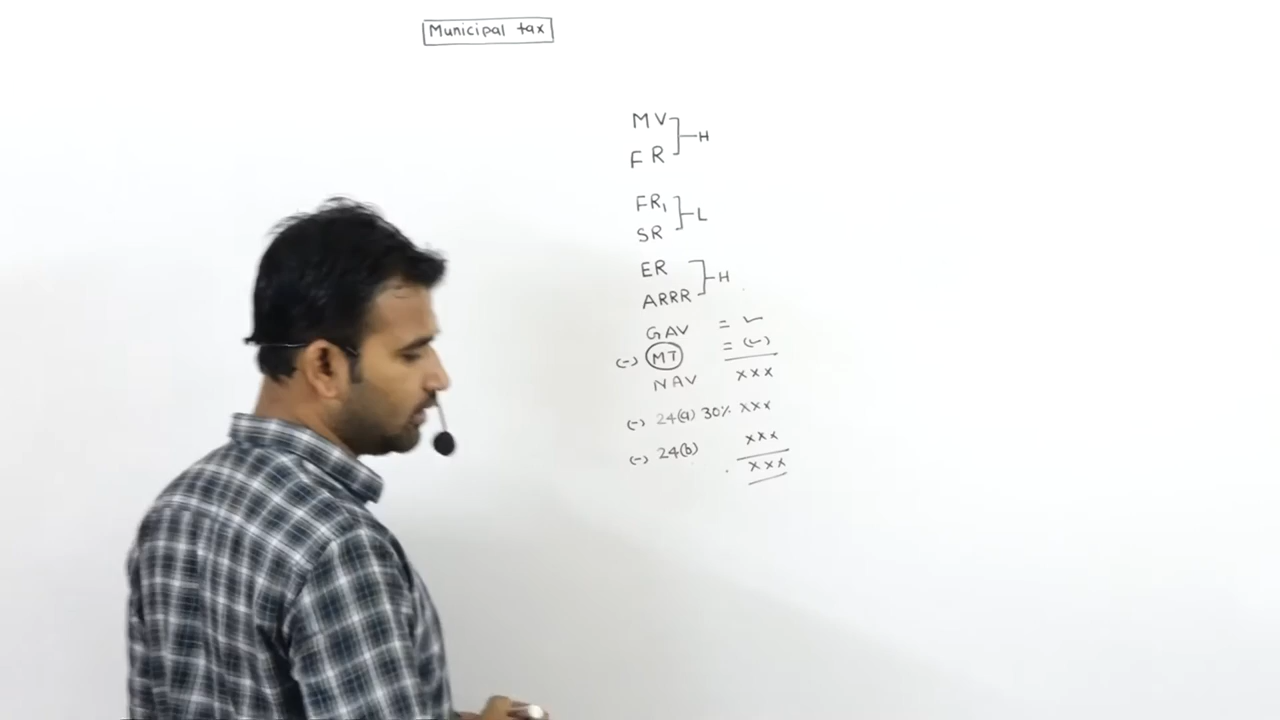 Municipal tax
MV
FR
H
FR1
SR
L
ER
ARRR
H
GAV = ✓
(-) MT = (✓)
NAV xxx
(-) 24(a) 30% xxx
(-) 24(b) xxx
xxx